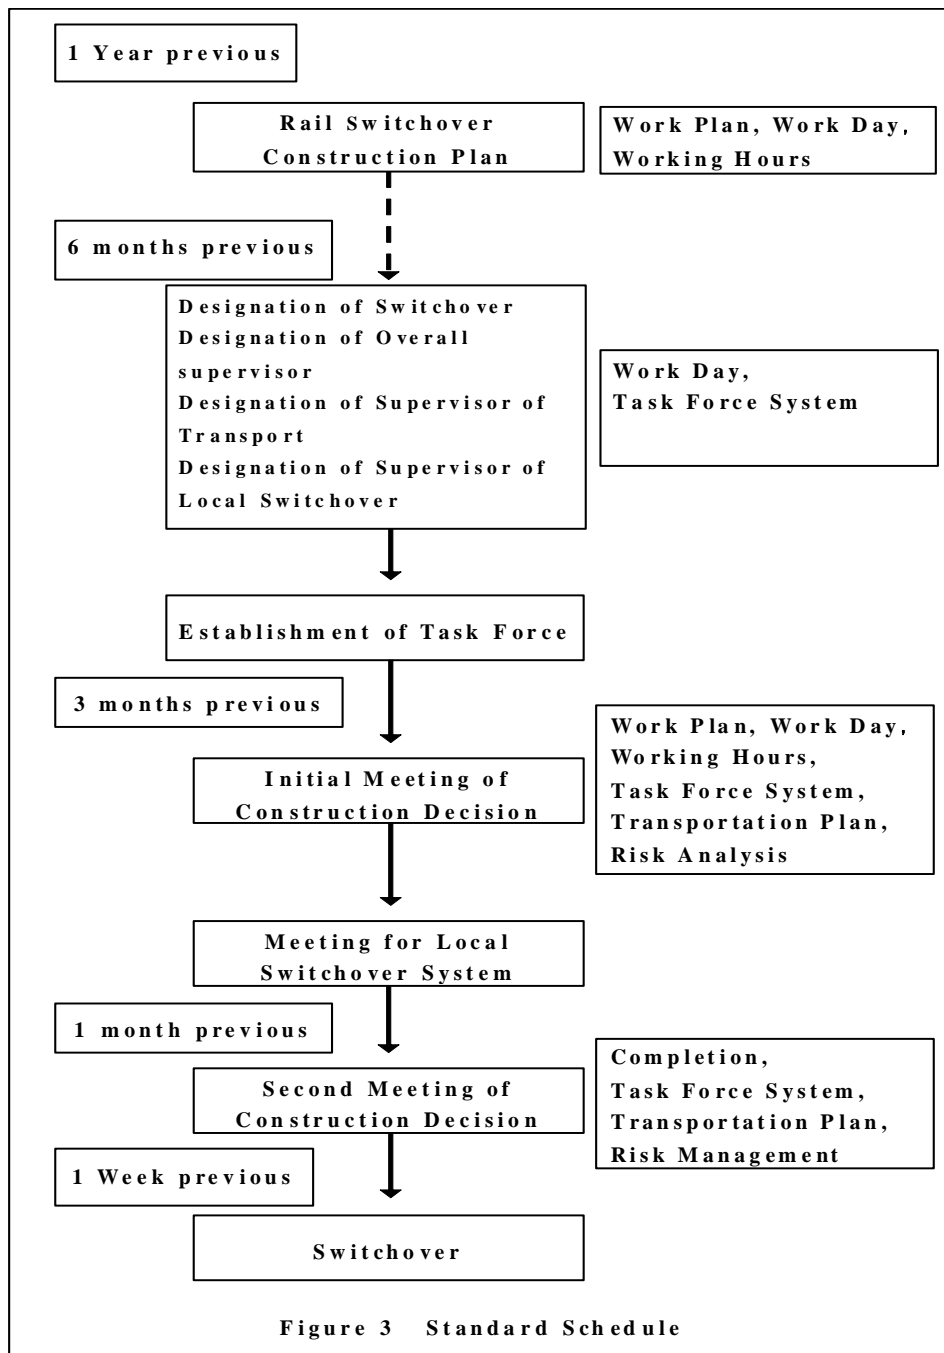 1 Year previous
Rail Switchover
Construction Plan
Work Plan, Work Day,
Working Hours
6 months previous
Designation of Switchover
Designation of Overall
supervisor
Designation of Supervisor of
Transport
Designation of Supervisor of
Local Switchover
Work Day,
Task Force System
Establishment of Task Force
3 months previous
Initial Meeting of
Construction Decision
Work Plan, Work Day,
Working Hours,
Task Force System,
Transportation Plan,
Risk Analysis
Meeting for Local
Switchover System
1 month previous
Second Meeting of
Construction Decision
Completion,
Task Force System,
Transportation Plan,
Risk Management
1 Week previous
Switchover
Figure 3 Standard Schedule